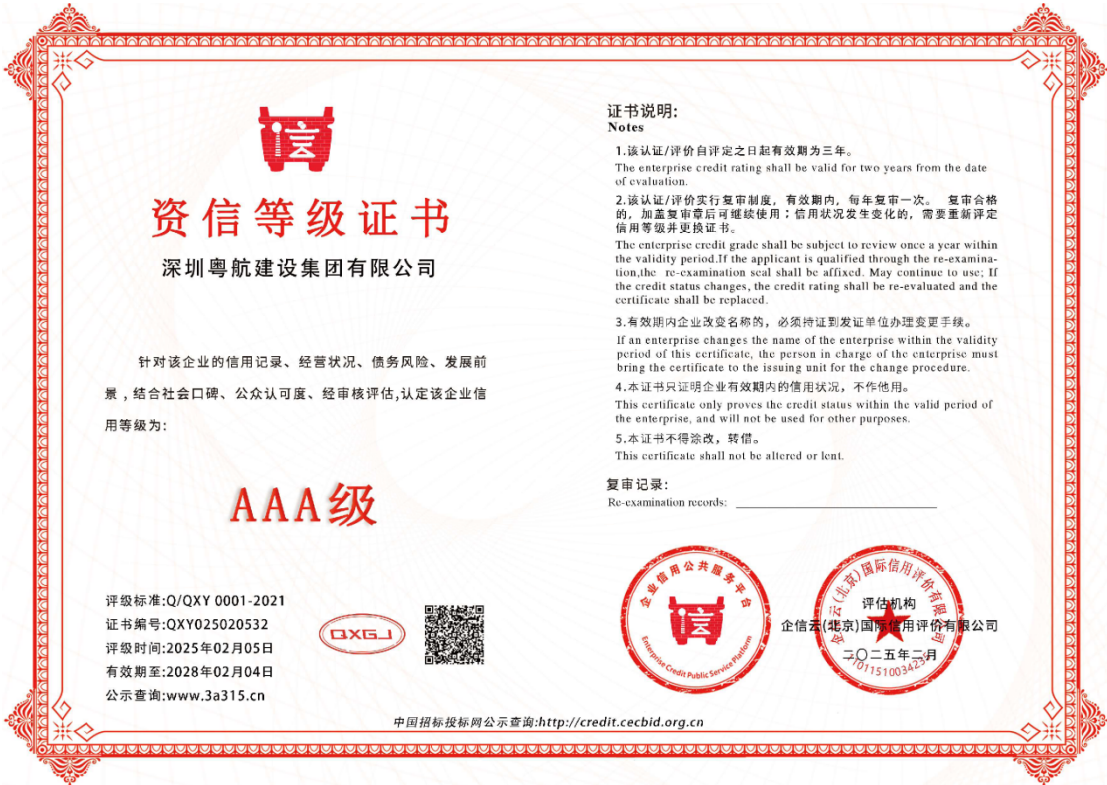 信
资信等级证书
深圳粤航建设集团有限公司
针对该企业的信用记录、经营状况、债务风险、发展前
景,结合社会口碑、公众认可度、经审核评估,认定该企业信
用等级为:
AAA级
评级标准:Q/QXY 0001-2021
证书编号:QXY025020532
评级时间:2025年02月05日
有效期至:2028年02月04日
公示查询:www.3a315.cn
QXGJ
证书说明:
Notes
1.该认证/评价自评定之日起有效期为三年。
The enterprise credit rating shall be valid for two years from the date
of evaluation.
2.该认证/评价实行复审制度，有效期内，每年复审一次。 复审合格
的，加盖复审章后可继续使用；信用状况发生变化的，需要重新评定
信用等级并更换证书。
The enterprise credit grade shall be subject to review once a year within
the validity period.If the applicant is qualified through the re-examina-
tion,the re-examination seal shall be affixed. May continue to use; If
the credit status changes, the credit rating shall be re-evaluated and the
certificate shall be replaced.
3.有效期内企业改变名称的，必须持证到发证单位办理变更手续。
If an enterprise changes the name of the enterprise within the validity
period of this certificate, the person in charge of the enterprise must
bring the certificate to the issuing unit for the change procedure.
4.本证书只证明企业有效期内的信用状况，不作他用。
This certificate only proves the credit status within the valid period of
the enterprise, and will not be used for other purposes.
5.本证书不得涂改，转借。
This certificate shall not be altered or lent.
复审记录:
Re-examination records:
企业信用公共服务平台
信
Enterprise Credit Public Service Platform
企信云(北京)国际信用评价有限公司
评估机构
企信云(北京)国际信用评价有限公司
二〇二五年二月
中国招标投标网公示查询:http://credit.cecbid.org.cn